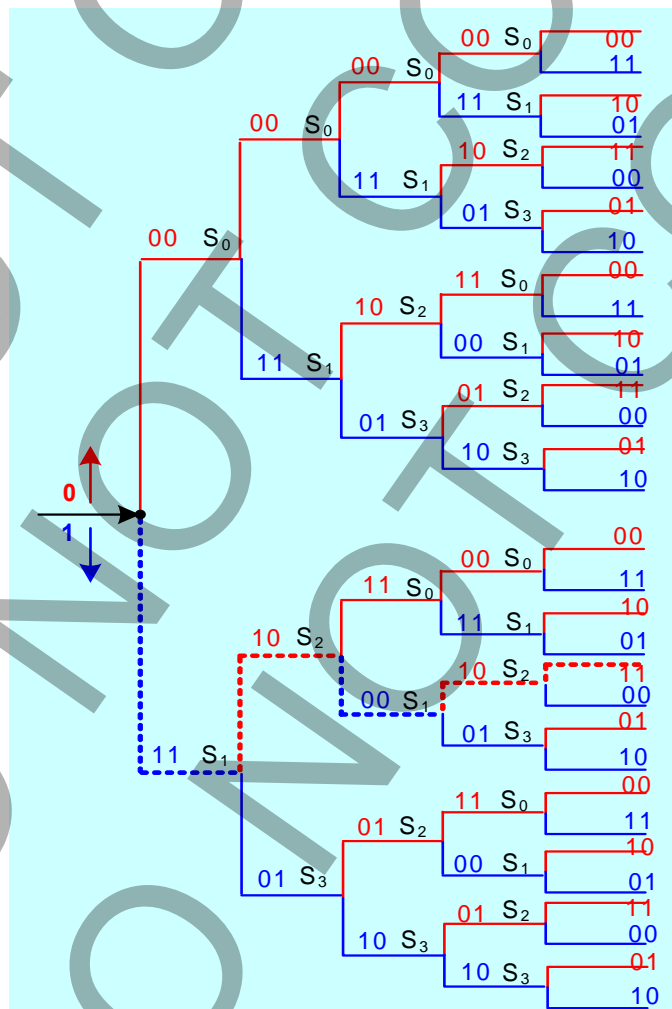 00 S₀ 00
00 S₀ 11
11 S₁ 10
00 S₀ 01
10 S₂ 11
11 S₁ 00
01 S₃ 01
00 S₀ 10
11 S₀ 00
10 S₂ 11
00 S₁ 10
11 S₁ 01
01 S₂ 11
01 S₃ 00
10 S₃ 01
10
0
1
00 S₀ 00
11 S₀ 11
11 S₁ 10
10 S₂ 01
10 S₂ 11
00 S₁ 00
01 S₃ 01
11 S₁ 10
11 S₀ 00
01 S₂ 11
00 S₁ 10
01 S₃ 01
01 S₂ 11
10 S₃ 00
10 S₃ 01
10
NOT C
NOT C